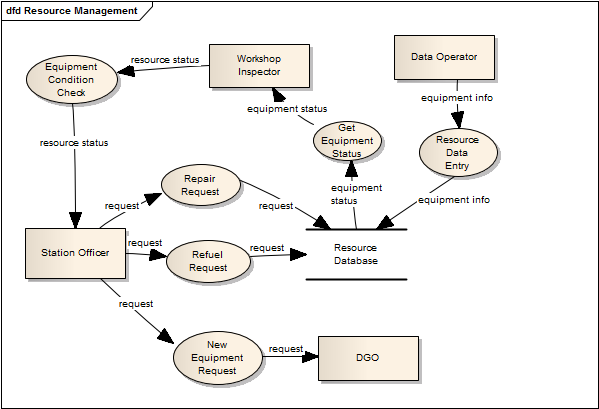 dfd Resource Management
Equipment
Condition
Check
resource status
Workshop
Inspector
Data Operator
equipment info
equipment status
resource status
Get
Equipment
Status
Resource
Data
Entry
Repair
Request
equipment
status
equipment info
request
request
Station Officer
request
Refuel
Request
request
Resource
Database
request
New
Equipment
Request
request
DGO